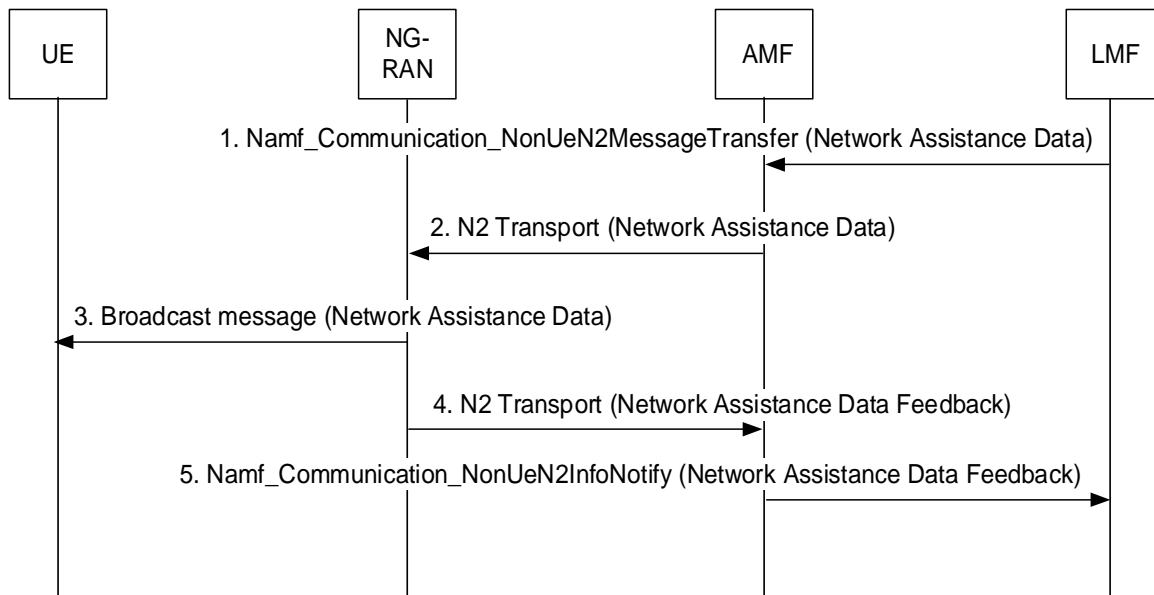 UE
NG-
RAN
AMF
LMF
1. Namf_Communication_NonUeN2MessageTransfer (Network Assistance Data)
2. N2 Transport (Network Assistance Data)
3. Broadcast message (Network Assistance Data)
4. N2 Transport (Network Assistance Data Feedback)
5. Namf_Communication_NonUeN2InfoNotify (Network Assistance Data Feedback)